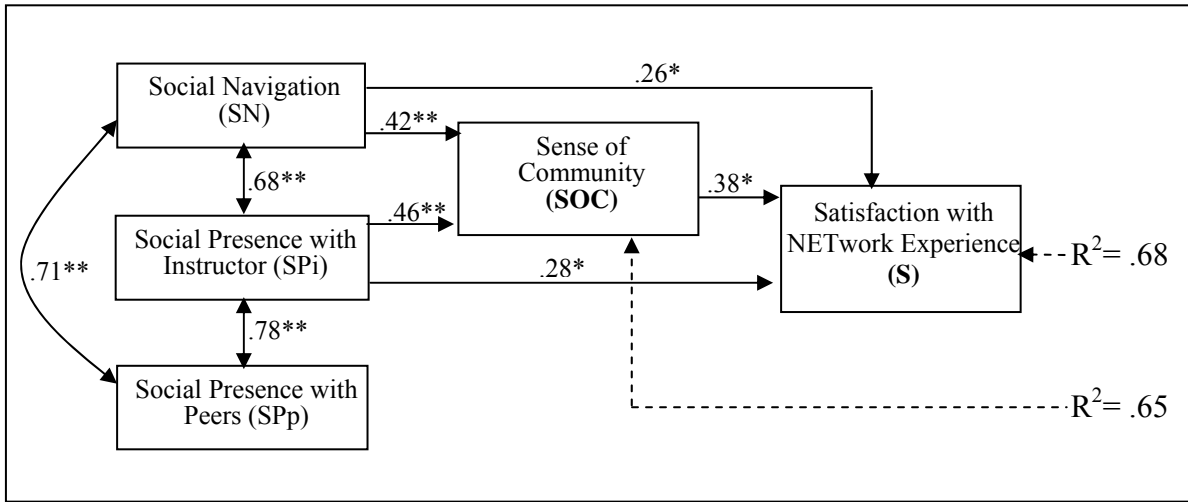 Social Navigation
(SN)
.26*
.42**
Sense of
Community
(SOC)
.68**
.38*
.46**
Social Presence with
Instructor (SPi)
Satisfaction with
NETwork Experience
(S)
R²= .68
.71**
.28*
.78**
Social Presence with
Peers (SPp)
R²= .65